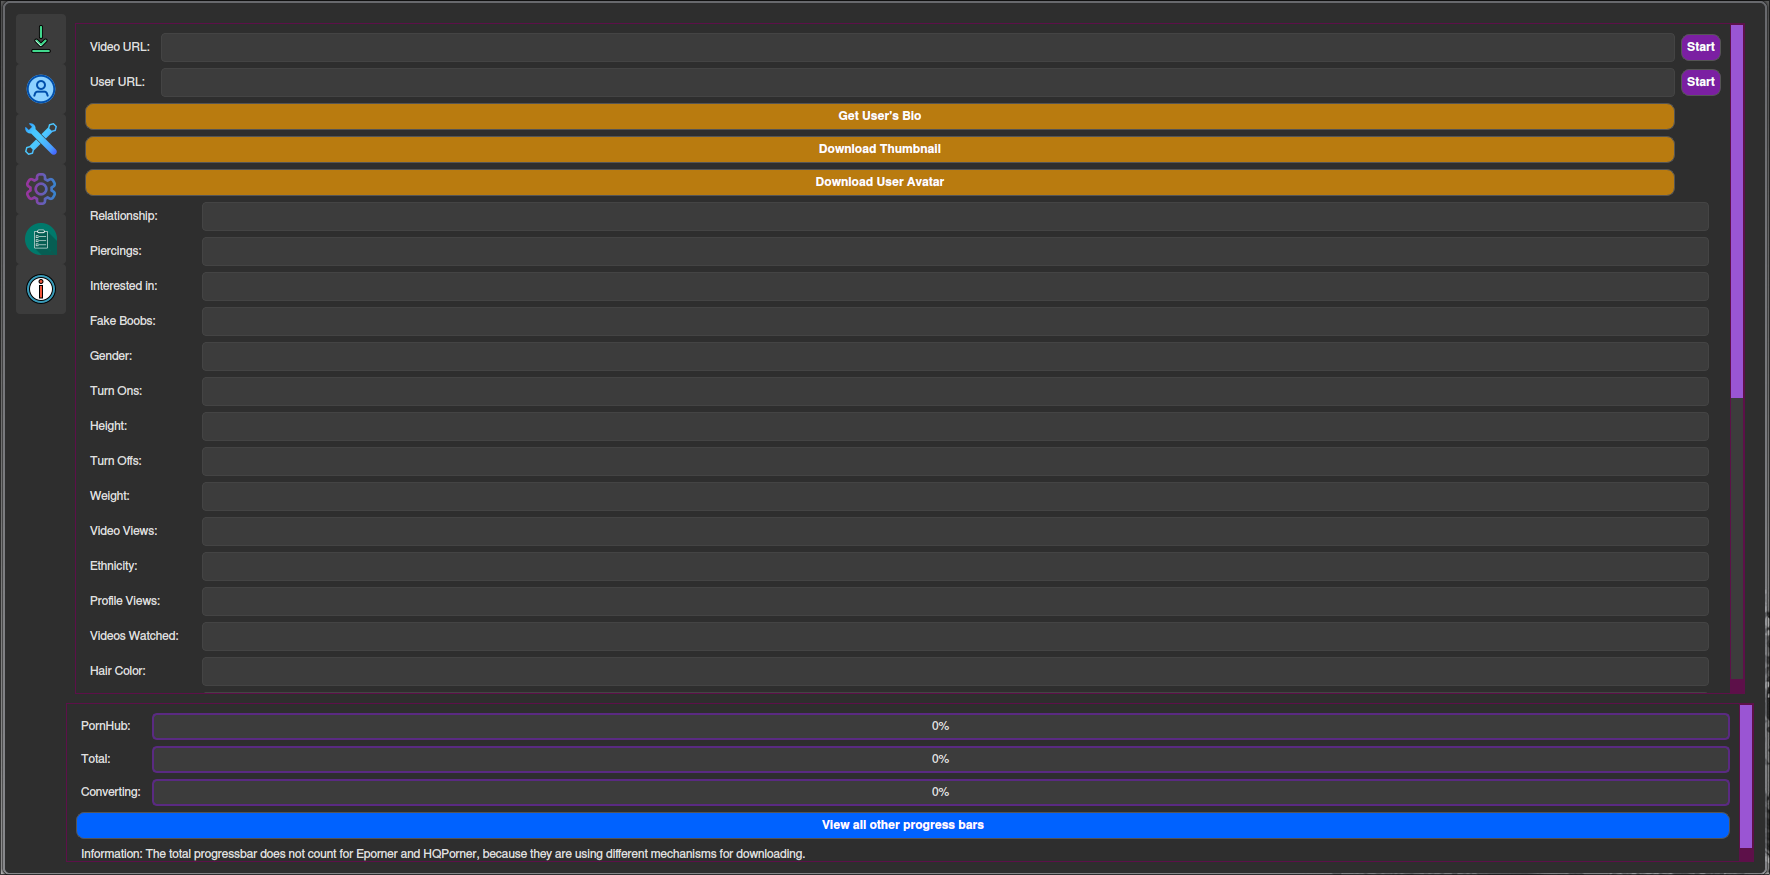 Video URL: Start
User URL: Start
Get User's Bio
Download Thumbnail
Download User Avatar
Relationship:
Piercings:
Interested in:
Fake Boobs:
Gender:
Turn Ons:
Height:
Turn Offs:
Weight:
Video Views:
Ethnicity:
Profile Views:
Videos Watched:
Hair Color:
PornHub: 0%
Total: 0%
Converting: 0%
View all other progress bars
Information: The total progressbar does not count for Eporner and HQPorner, because they are using different mechanisms for downloading.